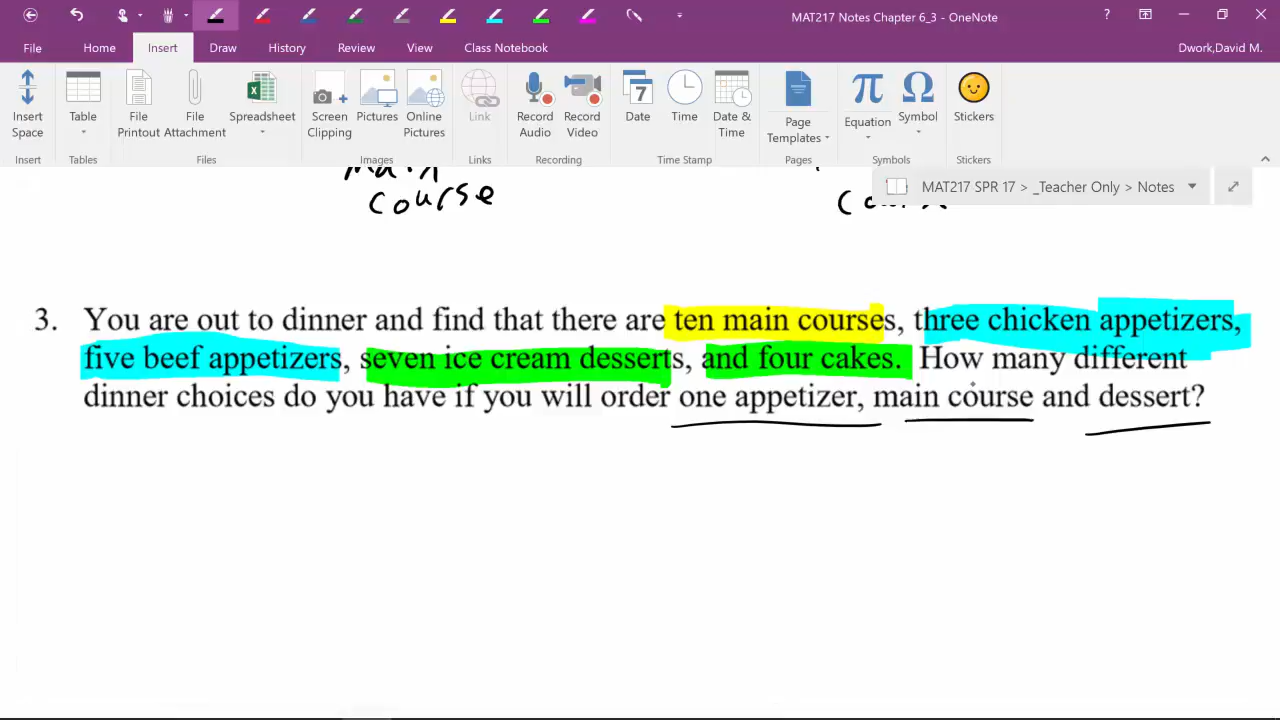 MAT217 Notes Chapter 6_3 - OneNote
File Home Insert Draw History Review View Class Notebook Dwork,David M.
Insert Space Table File Printout File Attachment Spreadsheet Screen Clipping Pictures Online Pictures Link Record Audio Record Video Date Time Date & Time Page Templates Equation Symbol Stickers
Insert Tables Files Images Links Recording Time Stamp Pages Symbols Stickers
MAT217 SPR 17 > _Teacher Only > Notes
Main
course
3. You are out to dinner and find that there are ten main courses, three chicken appetizers,
five beef appetizers, seven ice cream desserts, and four cakes. How many different
dinner choices do you have if you will order one appetizer, main course and dessert?